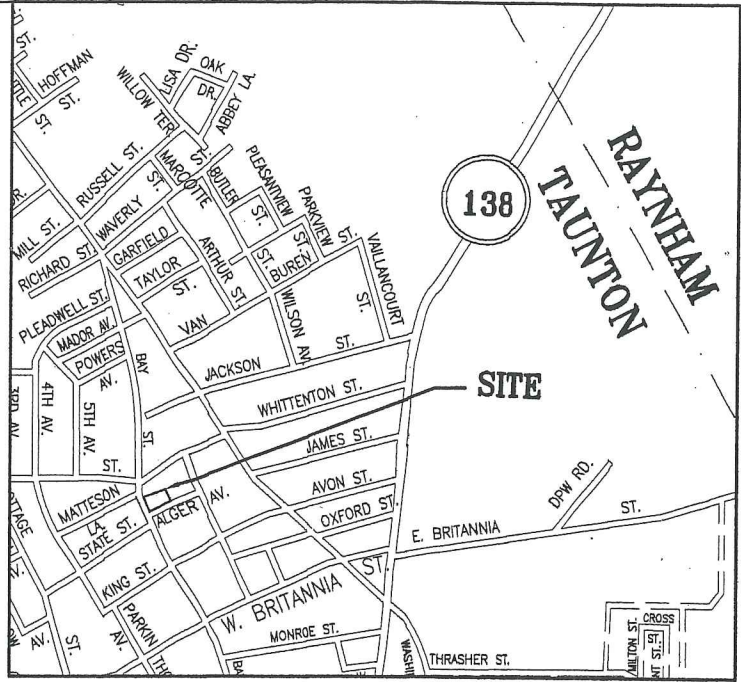 HOFFMAN
ST.
ST.
LISA DR.
OAK
DR.
ABBEY LA.
WILLOW TER.
RUSSELL ST.
MARCOTTE
ST.
WAVERLY
ST.
BUTLER
ST.
PLEASANTVIEW
ST.
PARKVIEW
ST.
VAILLANCOURT
ST.
138
RAYNHAM
TAUNTON
MILL ST.
RICHARD ST.
GARFIELD
TAYLOR
ST.
ARTHUR ST.
ST.
BUREN
VAN
WILSON AV.
PLEADWELL ST.
MADOR AV.
POWERS
AV.
BAY
ST.
JACKSON
ST.
3RD AV.
4TH AV.
5TH AV.
WHITTENTON ST.
SITE
ST.
JAMES ST.
MATTESON
LA.
STATE ST.
ALGER
AV.
AVON ST.
OXFORD ST.
DPW RD.
E. BRITANNIA
ST.
KING ST.
PARKIN
AV.
W. BRITANNIA
ST.
MONROE ST.
AV.
ST.
THRASHER ST.
CROSS
ST.